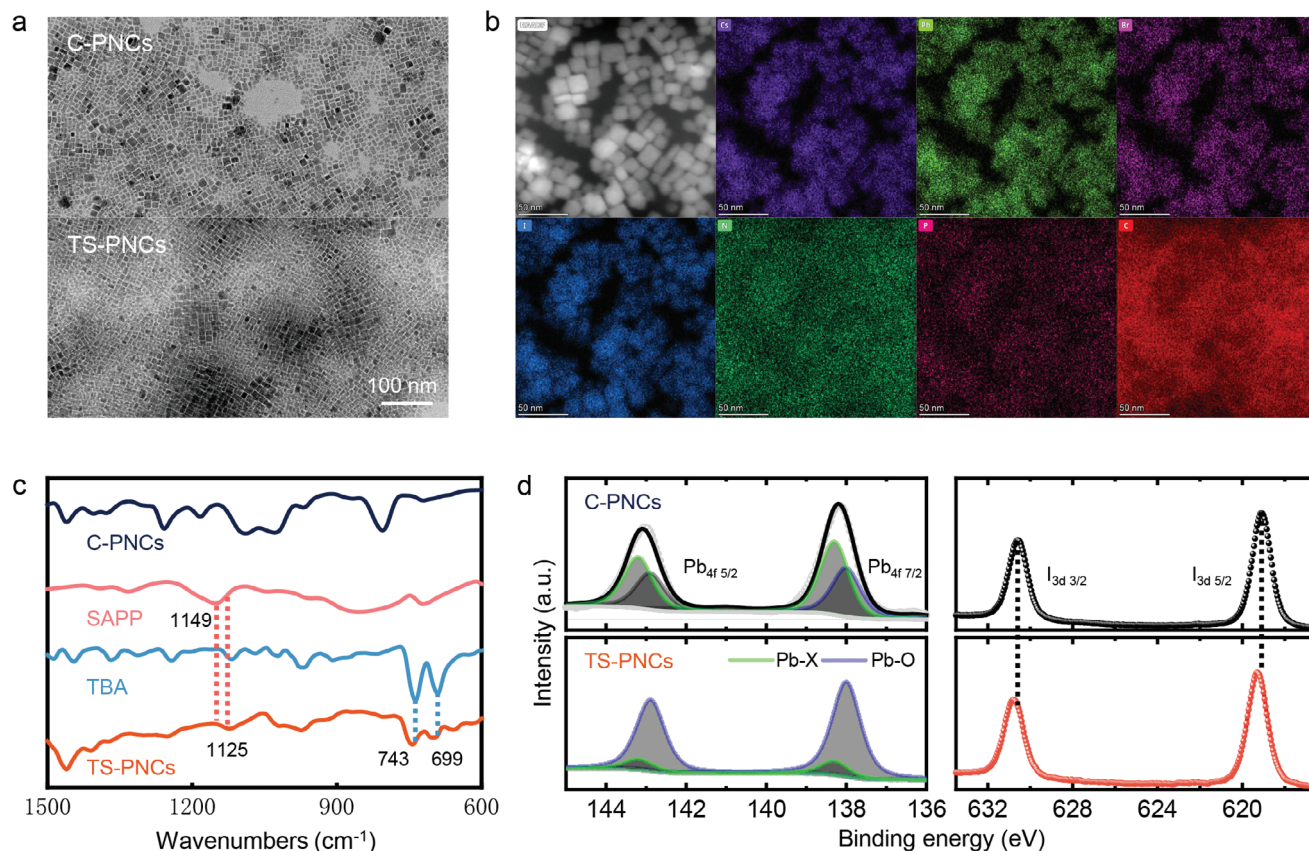 a
C-PNCs
TS-PNCs
100 nm
b
Cs
Pb
Br
50 nm
50 nm
50 nm
50 nm
I
N
P
C
50 nm
50 nm
50 nm
50 nm
c
C-PNCs
SAPP
1149
TBA
TS-PNCs
1125
743
699
1500
1200
900
600
Wavenumbers (cm⁻¹)
d
Intensity (a.u.)
C-PNCs
Pb4f 5/2
Pb4f 7/2
TS-PNCs
Pb-X
Pb-O
144
142
140
138
136
I3d 3/2
I3d 5/2
632
628
624
620
Binding energy (eV)